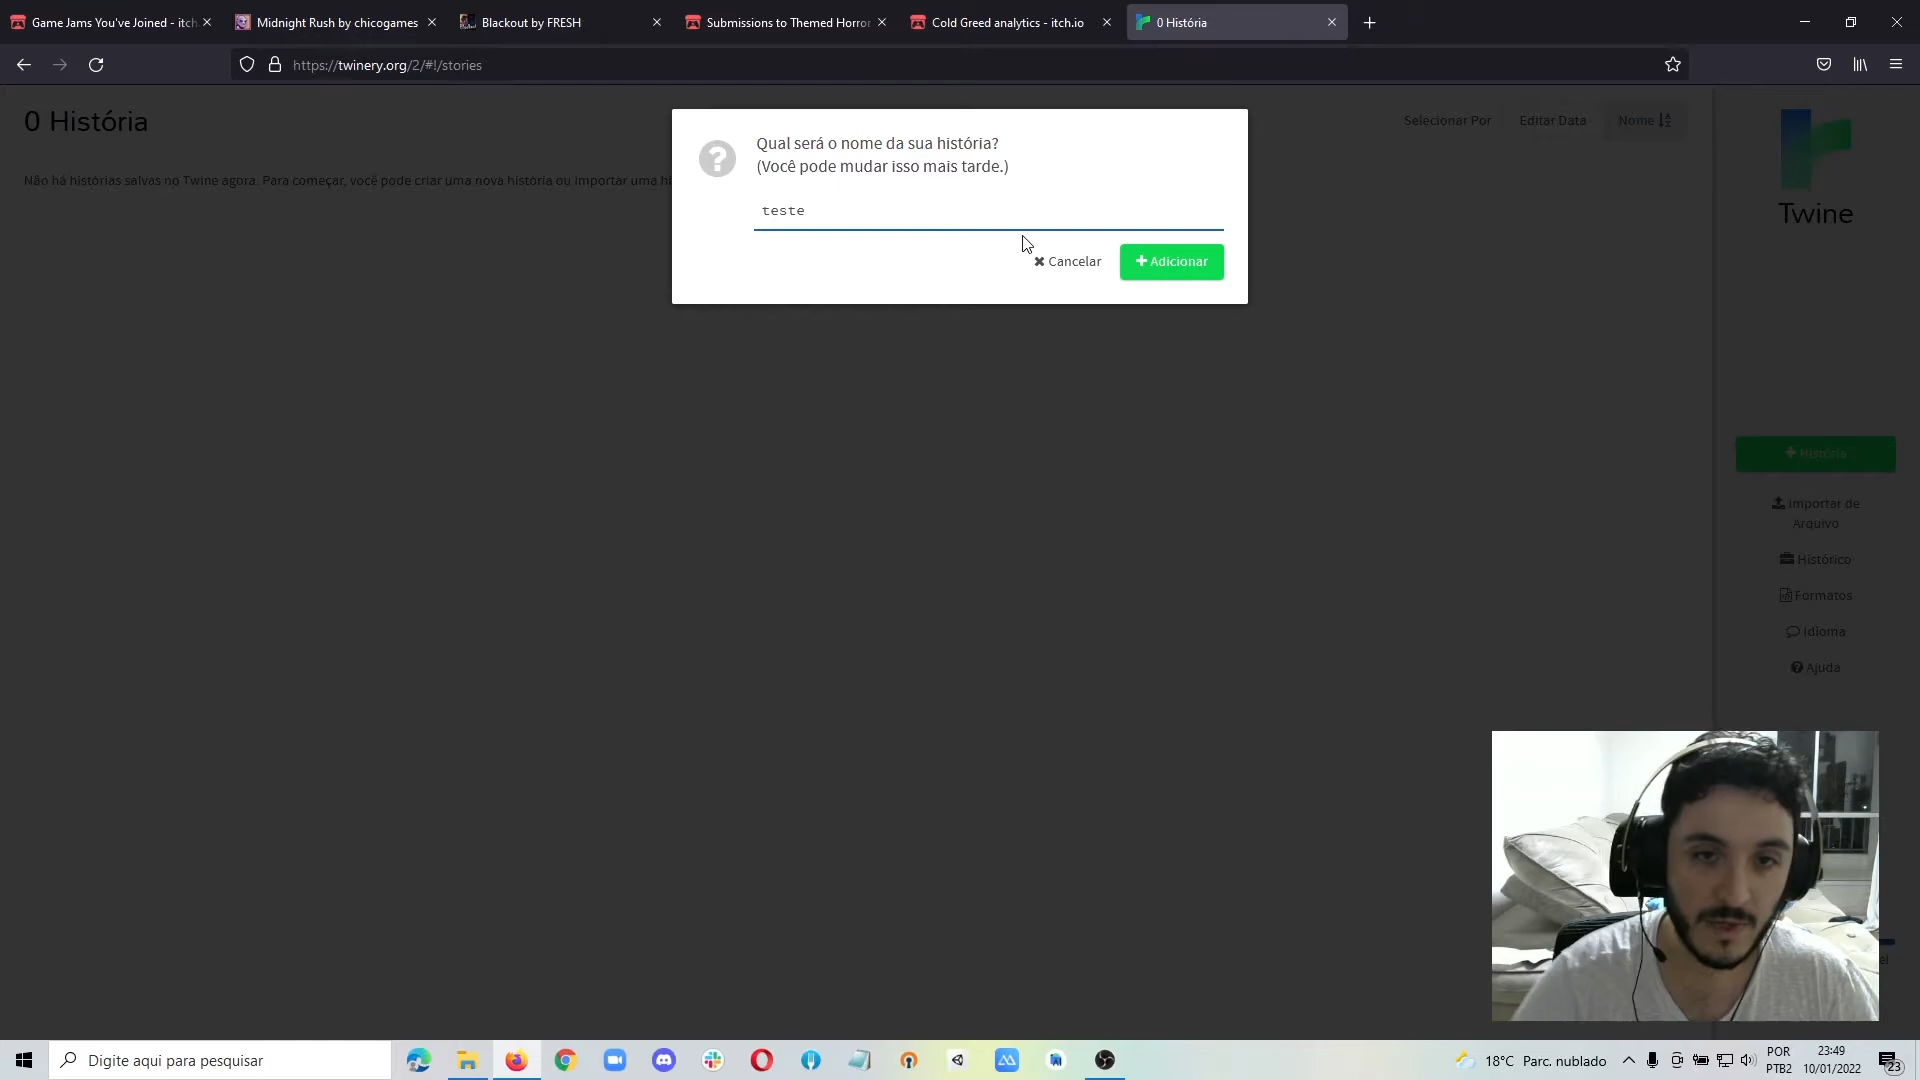 Game Jams You've Joined - itch
Midnight Rush by chicogames
Blackout by FRESH
Submissions to Themed Horror
Cold Greed analytics - itch.io
0 História
https://twinery.org/2/#!/stories
0 História
Selecionar Por
Editar Data
Nome
Não há histórias salvas no Twine agora. Para começar, você pode criar uma nova história ou importar uma hi
Qual será o nome da sua história?
(Você pode mudar isso mais tarde.)
teste
Cancelar
Adicionar
Twine
História
Importar de
Arquivo
Histórico
Formatos
Idioma
Ajuda
el
Digite aqui para pesquisar
18°C Parc. nublado
POR
PTB2
23:49
10/01/2022
23